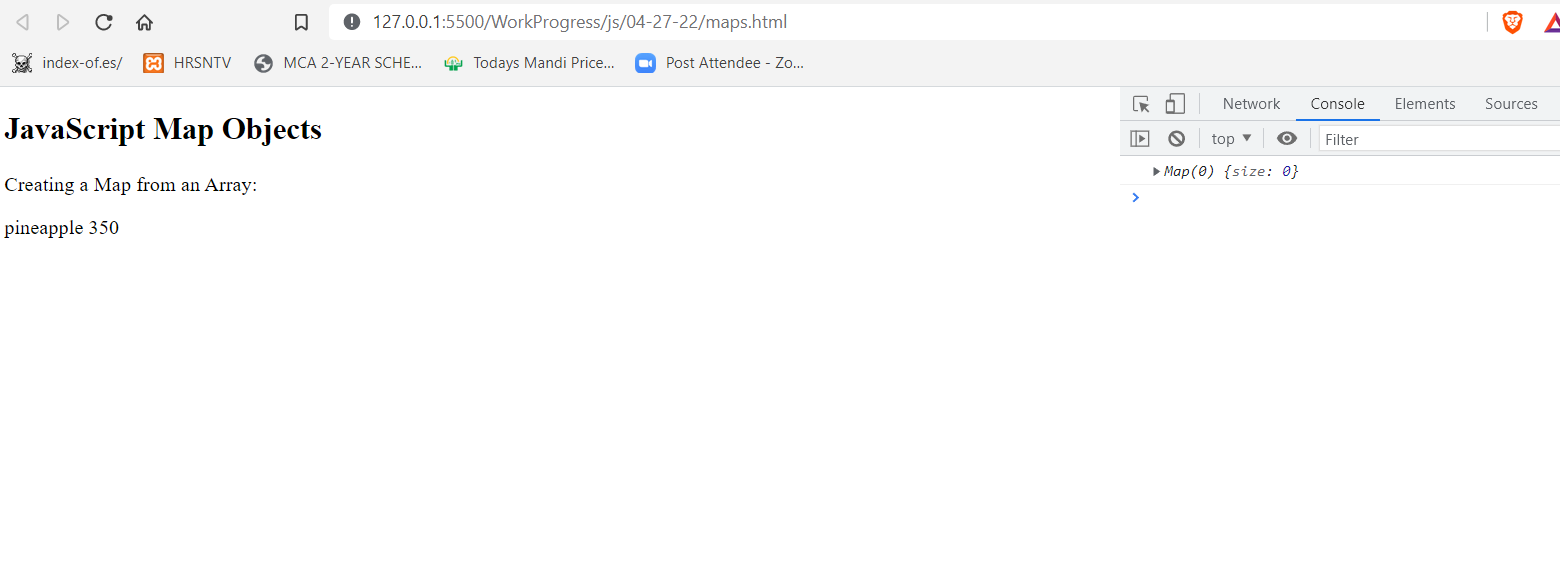 127.0.0.1:5500/WorkProgress/js/04-27-22/maps.html
index-of.es/ HRSNTV MCA 2-YEAR SCHE... Todays Mandi Price... Post Attendee - Zo...
Network Console Elements Sources
top Filter
Map(0) {size: 0}
JavaScript Map Objects
Creating a Map from an Array:
pineapple 350